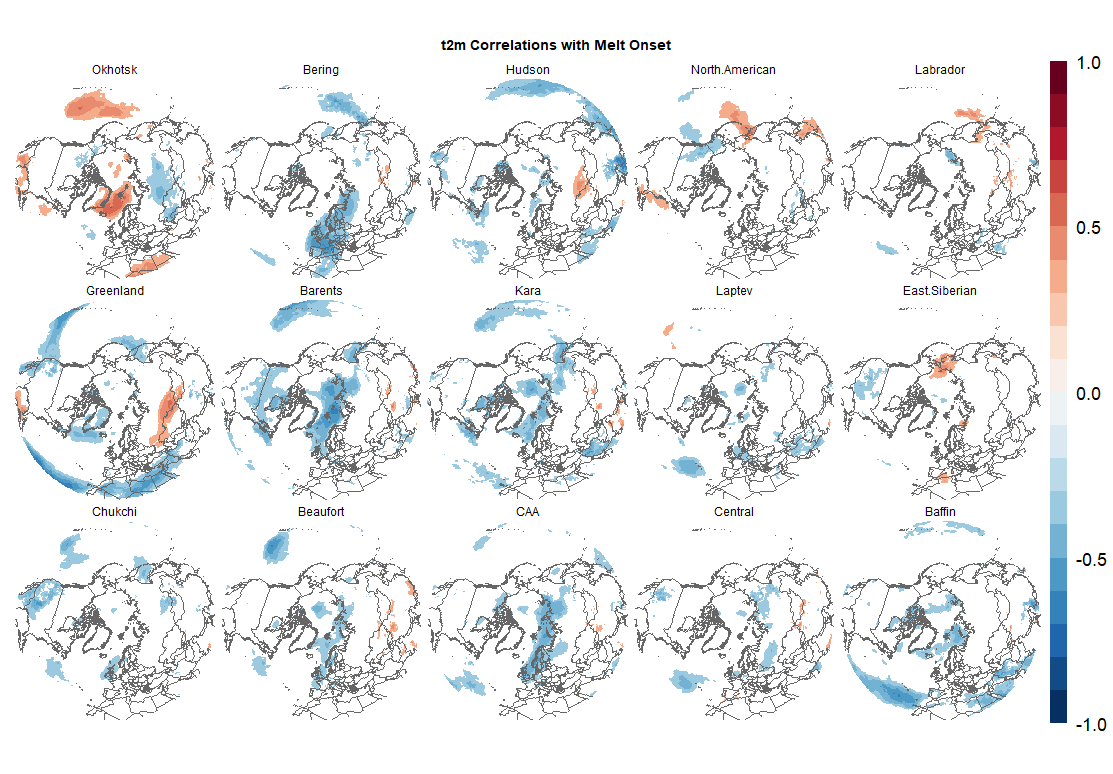 t2m Correlations with Melt Onset
Okhotsk
Bering
Hudson
North.American
Labrador
Greenland
Barents
Kara
Laptev
East.Siberian
Chukchi
Beaufort
CAA
Central
Baffin
1.0
0.5
0.0
-0.5
-1.0